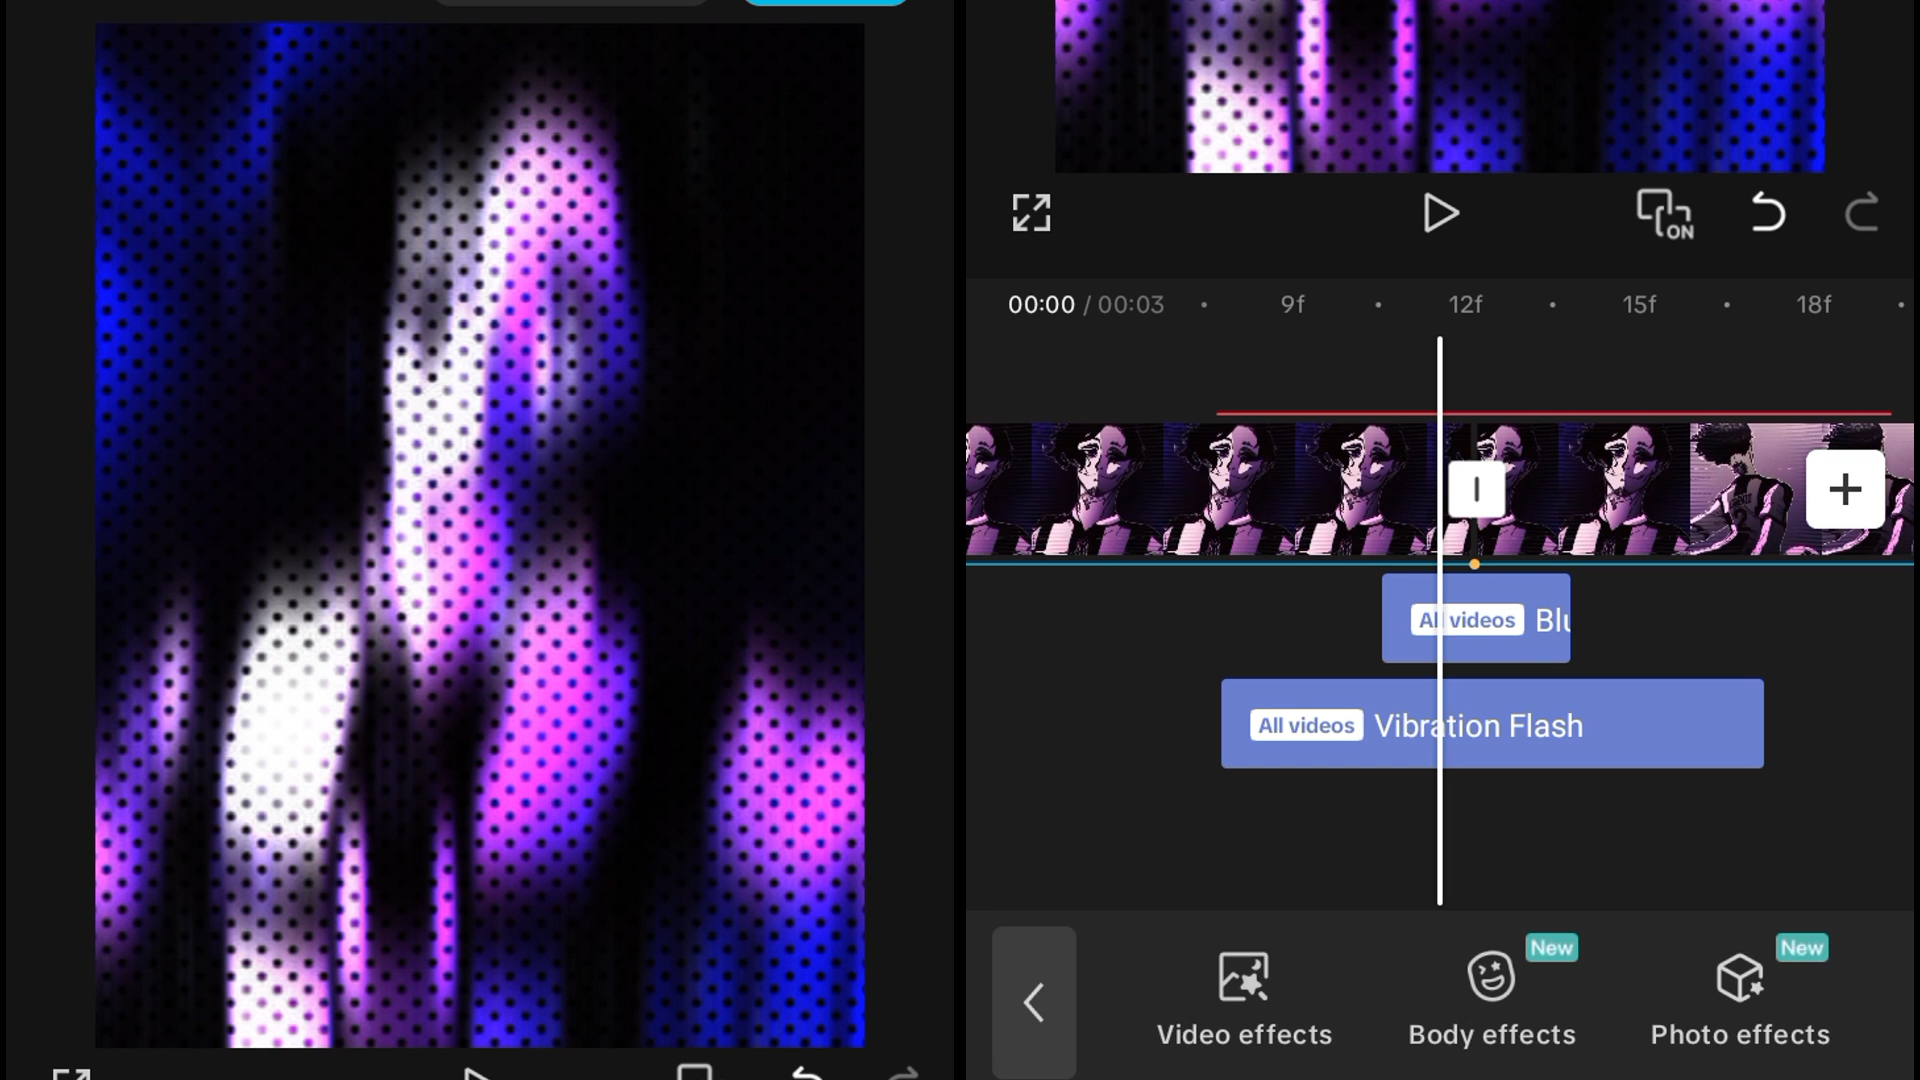 ON
00:00 / 00:03
9f
12f
15f
18f
All videos Blu
All videos Vibration Flash
New
New
Video effects
Body effects
Photo effects